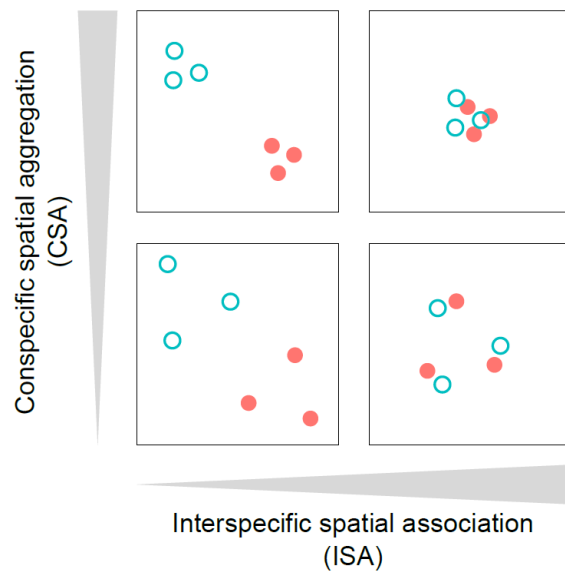 Conspecific spatial aggregation
(CSA)
Interspecific spatial association
(ISA)